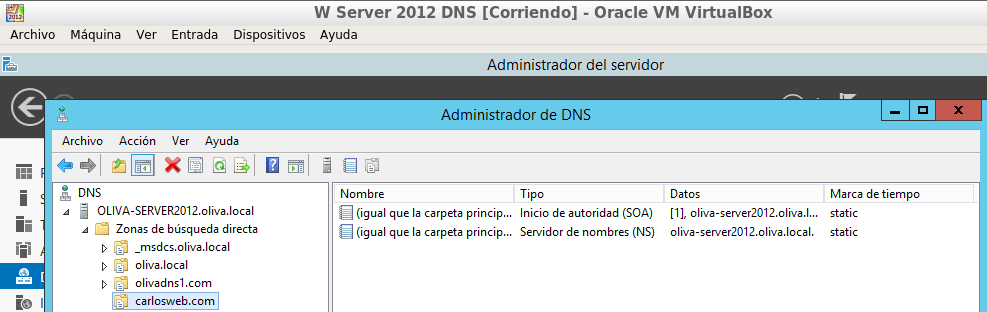 W Server 2012 DNS [Corriendo] - Oracle VM VirtualBox
Archivo Máquina Ver Entrada Dispositivos Ayuda
Administrador del servidor
Administrador de DNS
Archivo Acción Ver Ayuda
DNS
OLIVA-SERVER2012.oliva.local
Zonas de búsqueda directa
_msdcs.oliva.local
oliva.local
olivadns1.com
carlosweb.com
Nombre Tipo Datos Marca de tiempo
(igual que la carpeta princip... Inicio de autoridad (SOA) [1], oliva-server2012.oliva.l... static
(igual que la carpeta princip... Servidor de nombres (NS) oliva-server2012.oliva.local. static